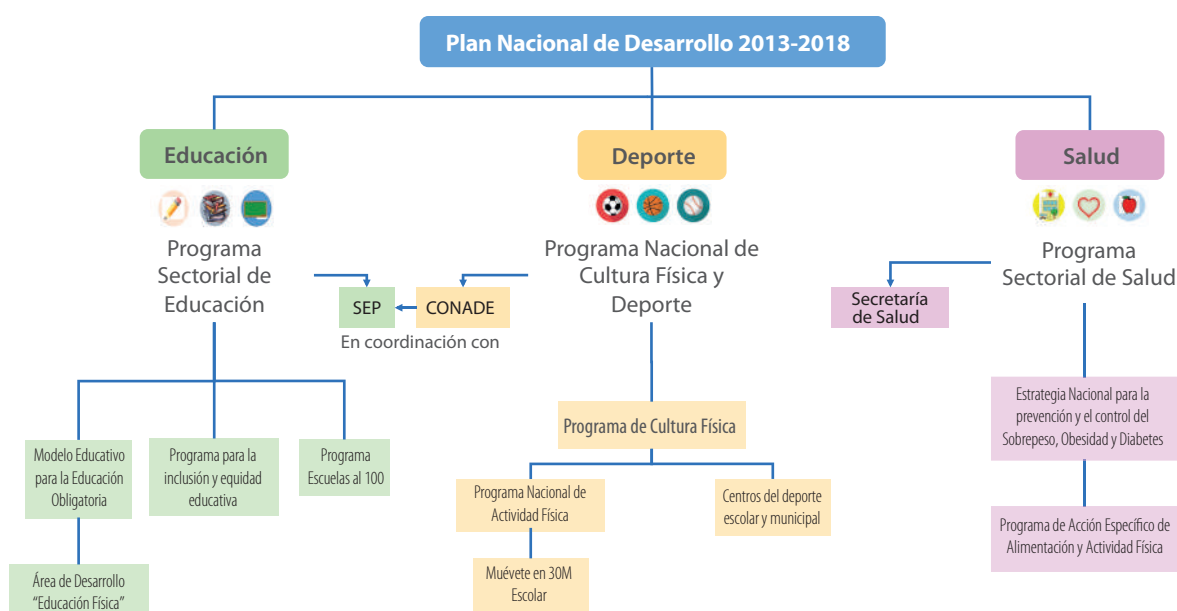 Plan Nacional de Desarrollo 2013-2018
Educación
Deporte
Salud
Programa
Sectorial de
Educación
SEP
CONADE
En coordinación con
Programa Nacional de
Cultura Física y
Deporte
Programa
Sectorial de Salud
Secretaría
de Salud
Modelo Educativo
para la Educación
Obligatoria
Programa para la
inclusión y equidad
educativa
Programa
Escuelas al 100
Área de Desarrollo
“Educación Física”
Programa de Cultura Física
Programa Nacional de
Actividad Física
Centros del deporte
escolar y municipal
Muévete en 30M
Escolar
Estrategia Nacional para la
prevención y el control del
Sobrepeso, Obesidad y Diabetes
Programa de Acción Específico de
Alimentación y Actividad Física